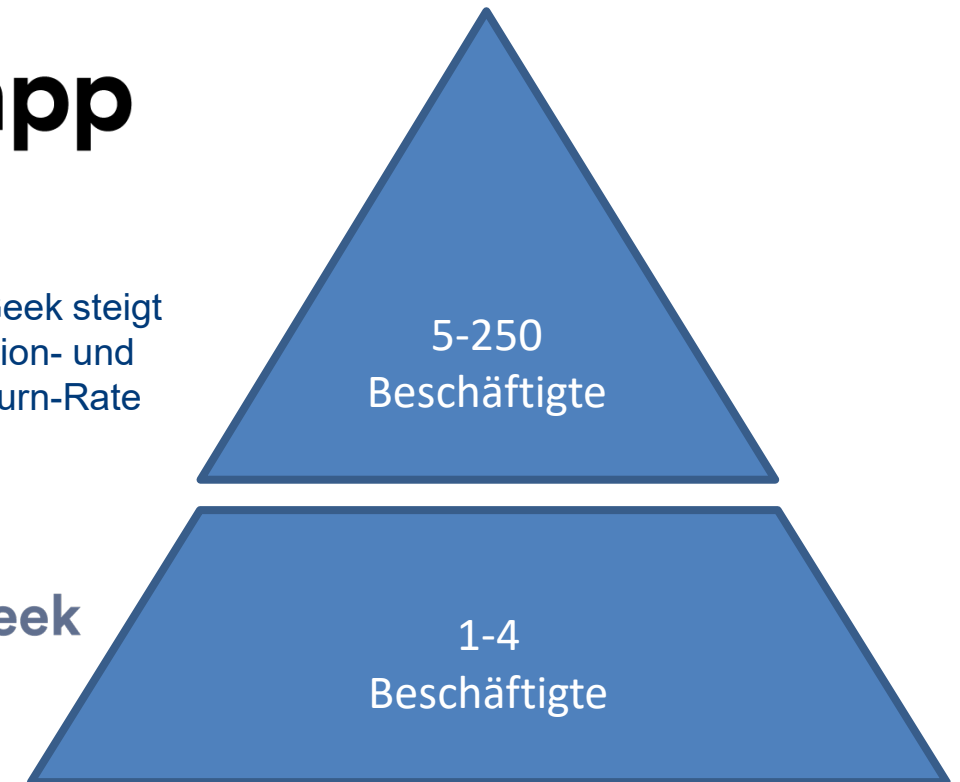 app
eek steigt
ion- und
urn-Rate
5-250
Beschäftigte
eek
1-4
Beschäftigte